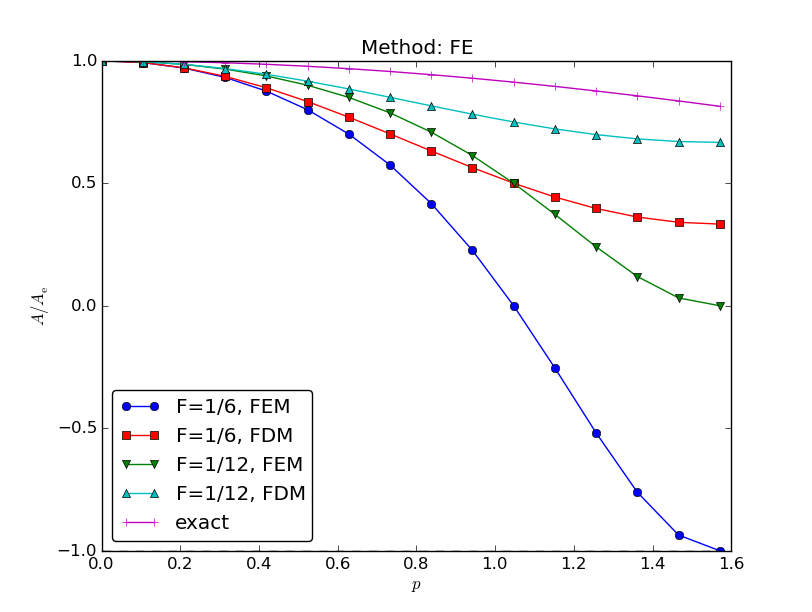 Method: FE
A/Ae
1.0
0.5
0.0
−0.5
−1.0
F=1/6, FEM
F=1/6, FDM
F=1/12, FEM
F=1/12, FDM
exact
0.0 0.2 0.4 0.6 0.8 1.0 1.2 1.4 1.6
p